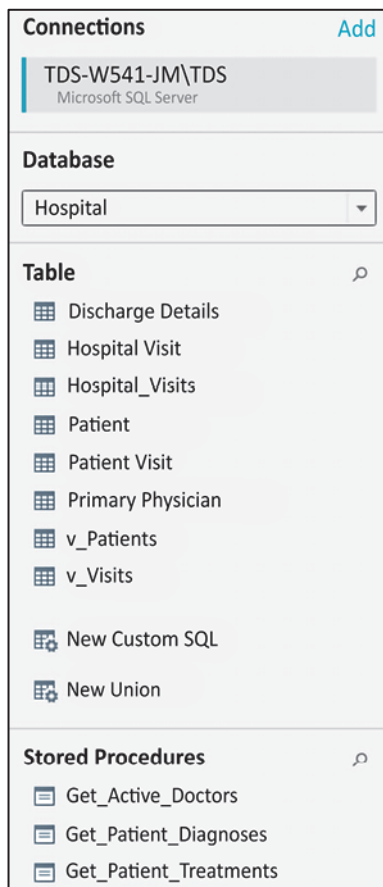 Connections Add
TDS-W541-JM\TDS
Microsoft SQL Server
Database
Hospital
Table
Discharge Details
Hospital Visit
Hospital_Visits
Patient
Patient Visit
Primary Physician
v_Patients
v_Visits
New Custom SQL
New Union
Stored Procedures
Get_Active_Doctors
Get_Patient_Diagnoses
Get_Patient_Treatments